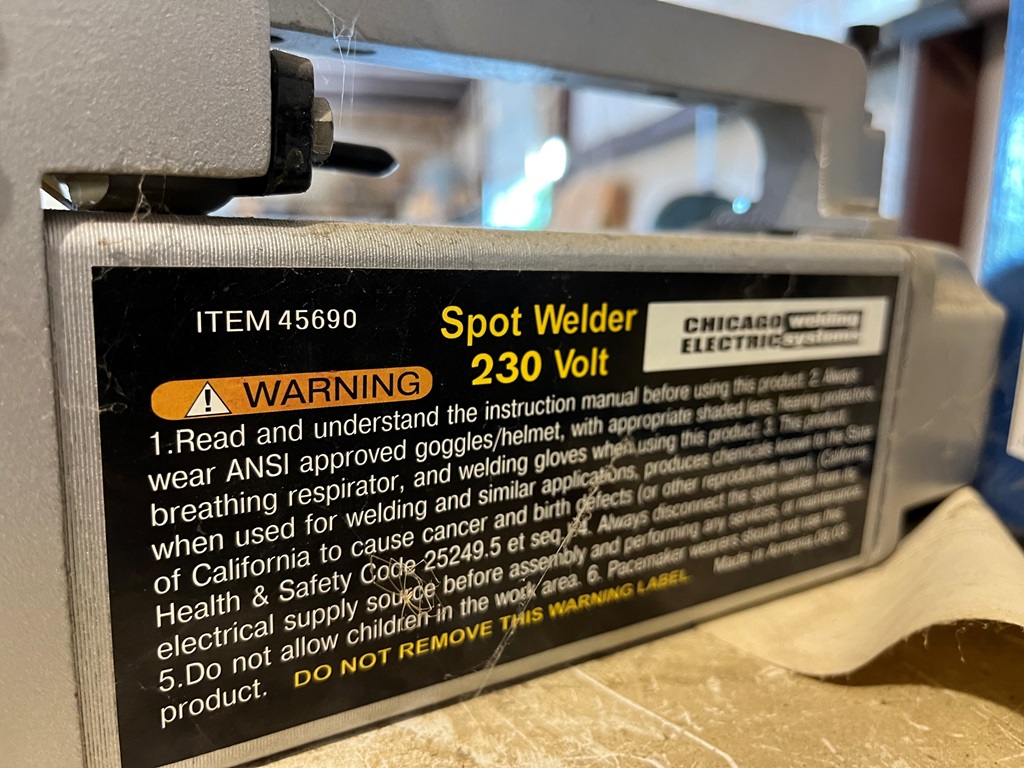 ITEM 45690
Spot Welder
230 Volt
CHICAGO welding
ELECTRIC systems
WARNING
1.Read and understand the instruction manual before using this product. 2. Always
wear ANSI approved goggles/helmet, with appropriate shaded lens, hearing protectors,
breathing respirator, and welding gloves when using this product. 3. This product,
when used for welding and similar applications, produces chemicals known to the State
of California to cause cancer and birth defects (or other reproductive harm). (California
Health & Safety Code 25249.5 et seq. 4. Always disconnect the spot welder from its
electrical supply source before assembly and performing any services, or maintenance.
5.Do not allow children in the work area. 6. Pacemaker wearers should not use this
product.
DO NOT REMOVE THIS WARNING LABEL
Made in Armenia